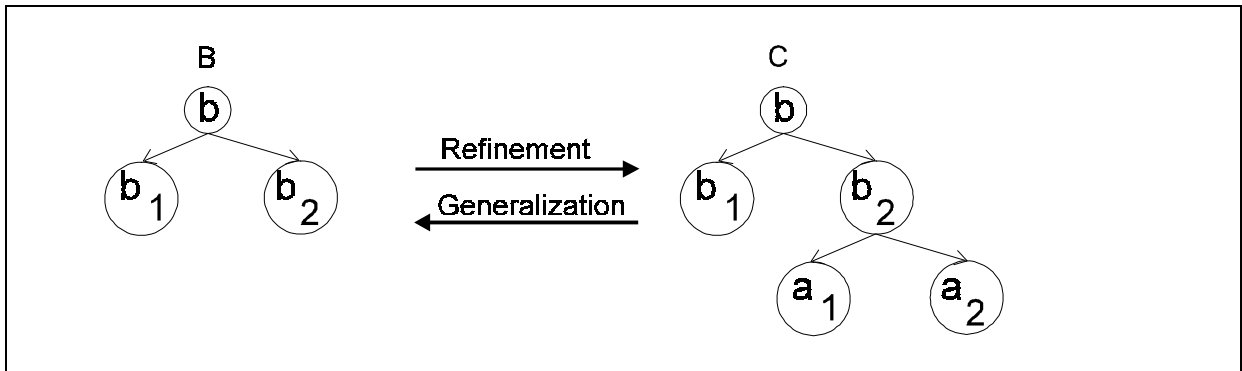 B
C
b
b
Refinement
b1
b2
b1
b2
Generalization
a1
a2